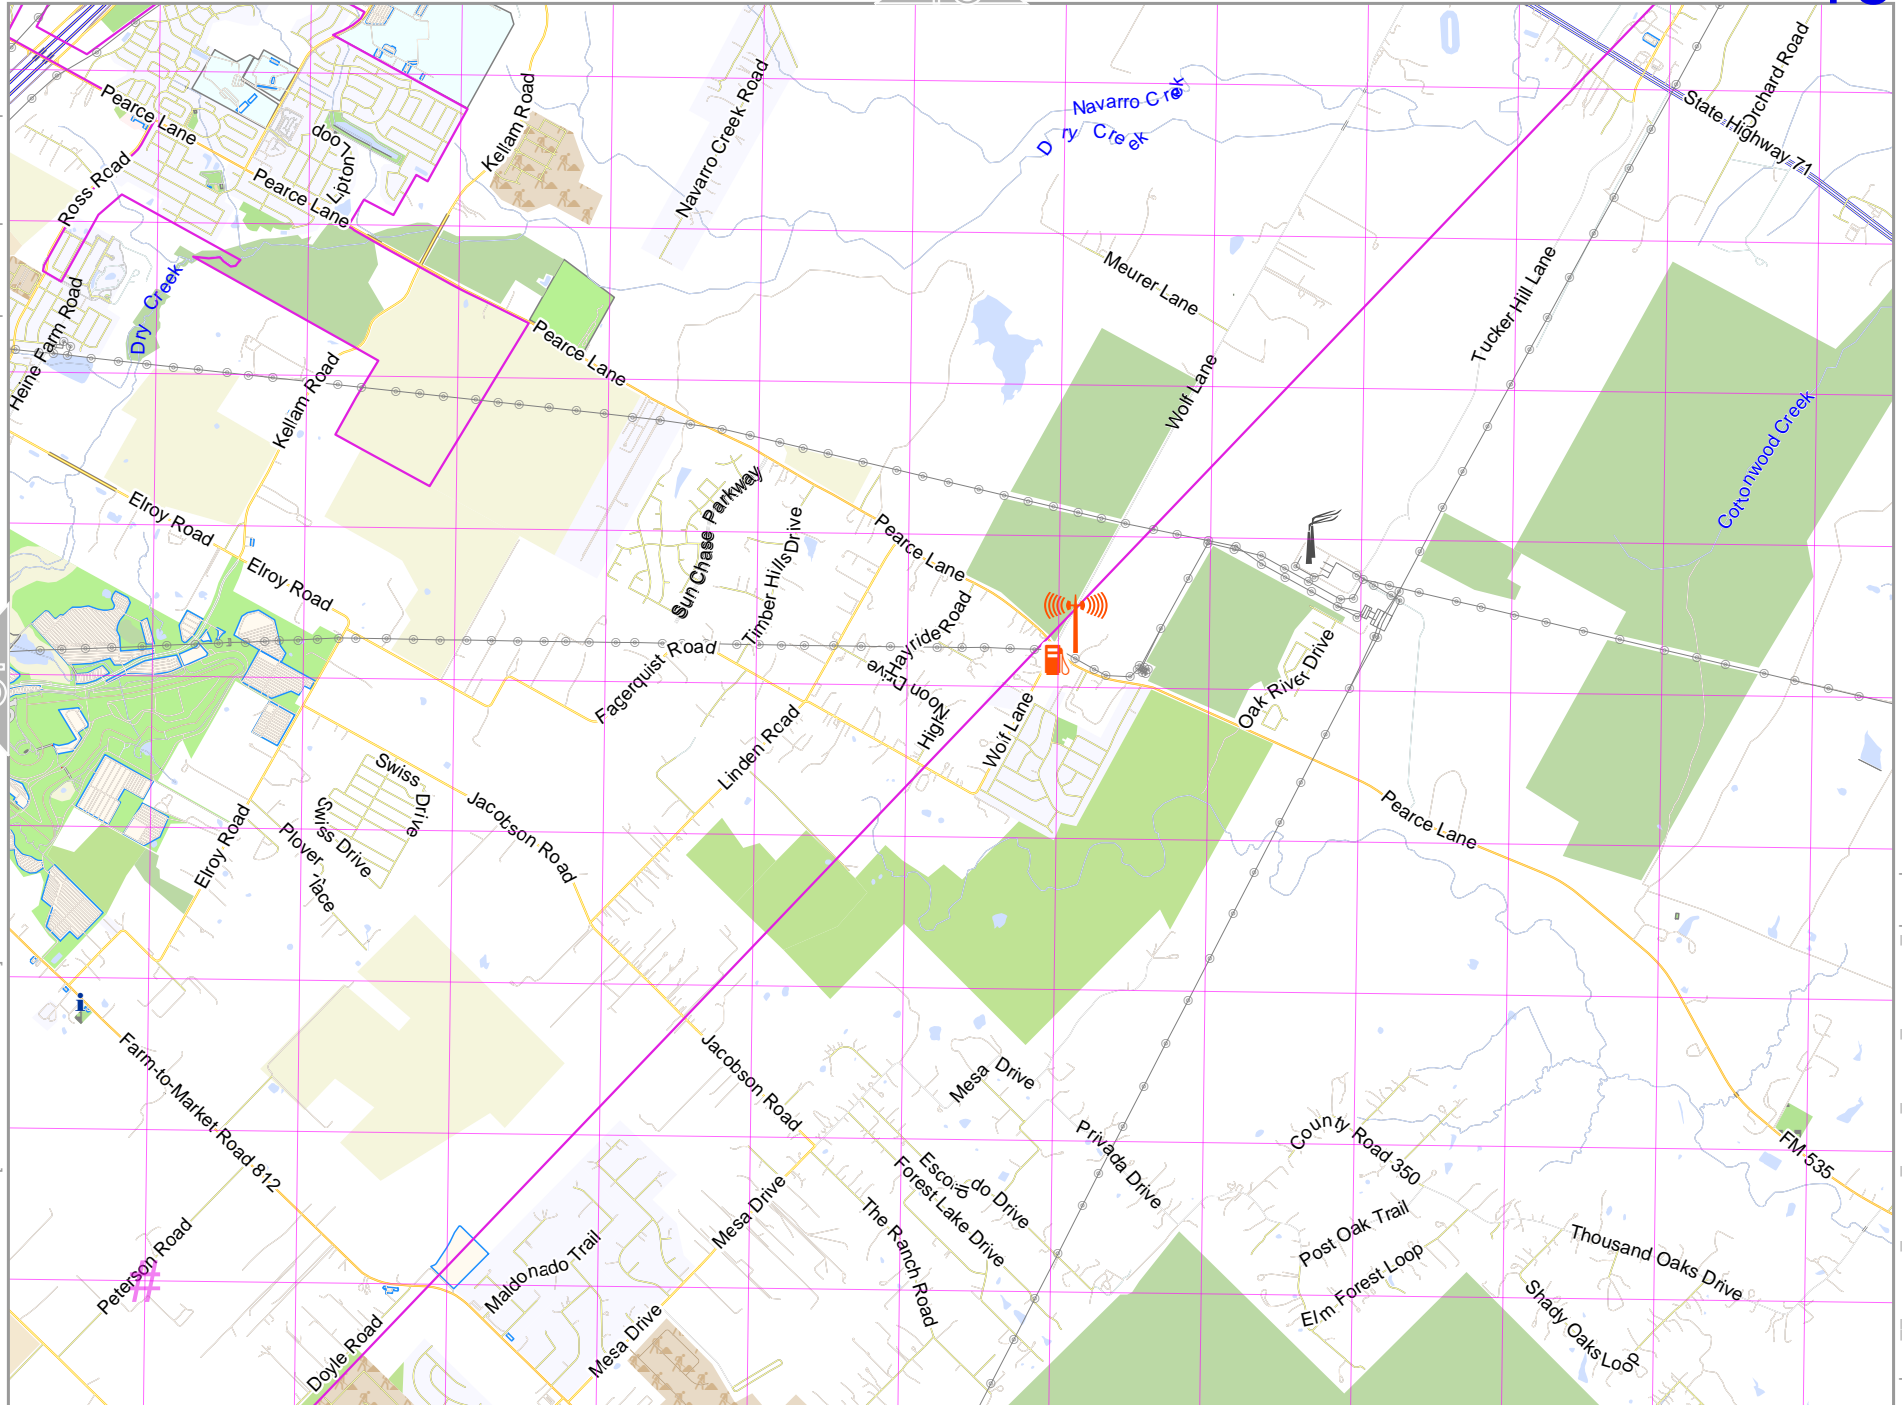 Orchard Road
State Highway 71
Pearce Lane
Kellam Road
Navarro Creek Road
Navarro Creek
Dry Creek
Loop
Lipton
Ross Road
Pearce Lane
Meurer Lane
Tucker Hill Lane
Dry Creek
Heine Farm Road
Pearce Lane
Kellam Road
Wolf Lane
Cottonwood Creek
Elroy Road
Sun Chase Parkway
Timber Hills Drive
Pearce Lane
Elroy Road
Hayride Road
Fagerquist Road
High Noon Drive
Oak River Drive
Wolf Lane
Linden Road
Swiss Drive
Jacobson Road
Swiss Drive
Elroy Road
Plover
lace
Pearce Lane
i
Farm-to-Market Road 812
Jacobson Road
Mesa Drive
Privada Drive
County Road 350
FM 535
Escondido Drive
Forest Lake Drive
The Ranch Road
Mesa Drive
Peterson Road
#
Maldonado Trail
Post Oak Trail
Elm Forest Loop
Thousand Oaks Drive
Shady Oaks Loop
Doyle Road
Mesa Drive